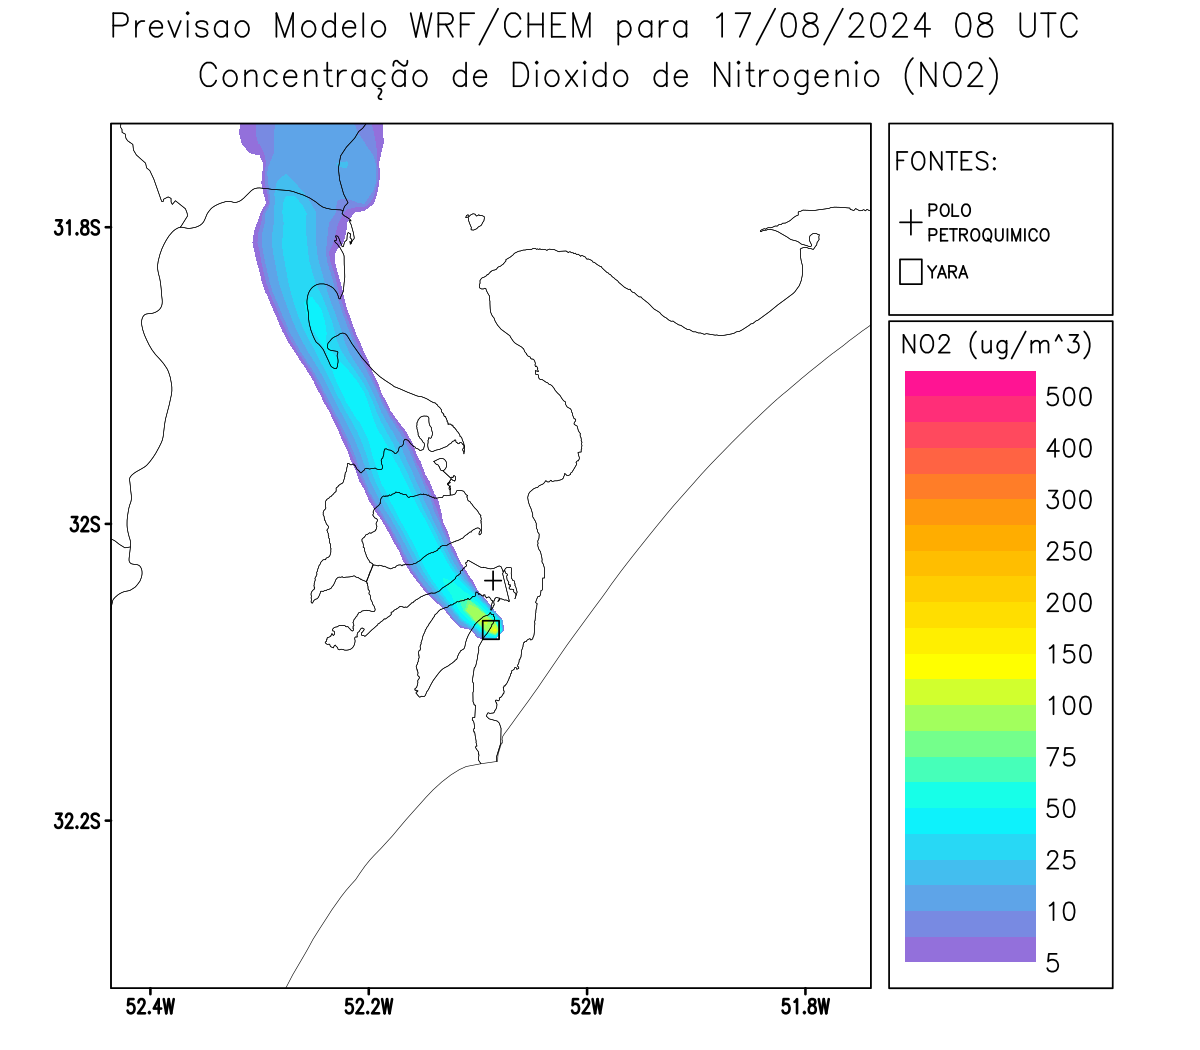 Previsao Modelo WRF/CHEM para 17/08/2024 08 UTC
Concentração de Dioxido de Nitrogenio (NO2)
FONTES:
POLO
PETROQUIMICO
YARA
NO2 (ug/m^3)
500
400
300
250
200
150
100
75
50
25
10
5
31.8S
32S
32.2S
52.4W
52.2W
52W
51.8W